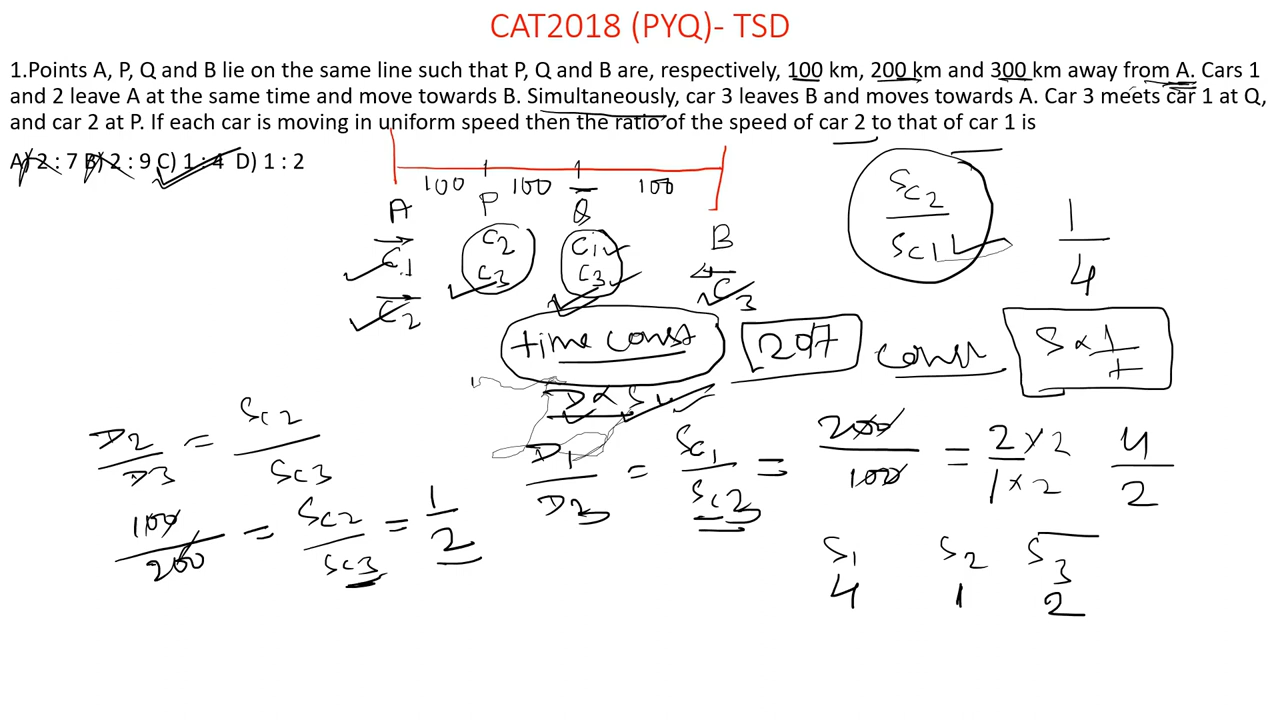 CAT2018 (PYQ)- TSD
1.Points A, P, Q and B lie on the same line such that P, Q and B are, respectively, 100 km, 200 km and 300 km away from A. Cars 1
and 2 leave A at the same time and move towards B. Simultaneously, car 3 leaves B and moves towards A. Car 3 meets car 1 at Q,
and car 2 at P. If each car is moving in uniform speed then the ratio of the speed of car 2 to that of car 1 is
A) 2 : 7 B) 2 : 9 C) 1 : 4 D) 1 : 2
100 100 100
A P Q B
C1 C2 C3 C1 C3 C3
C2
SC2
SC1
1
4
time const const S ∝ 1/t
D ∝ S
D2/D3 = SC2/SC3
D1/D3 = SC1/SC3 = 200/100 = 2×2/1×2 4/2
100/200 = SC2/SC3 = 1/2
S1 S2 S3
4 1 2